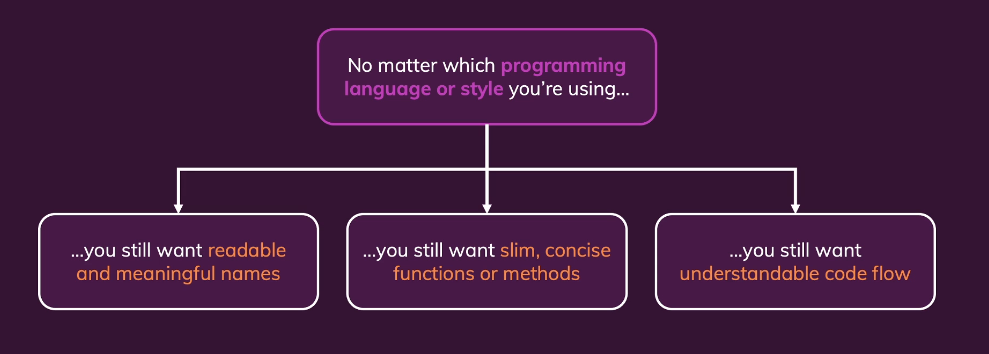 No matter which programming
language or style you're using...
...you still want readable
and meaningful names
...you still want slim, concise
functions or methods
...you still want
understandable code flow